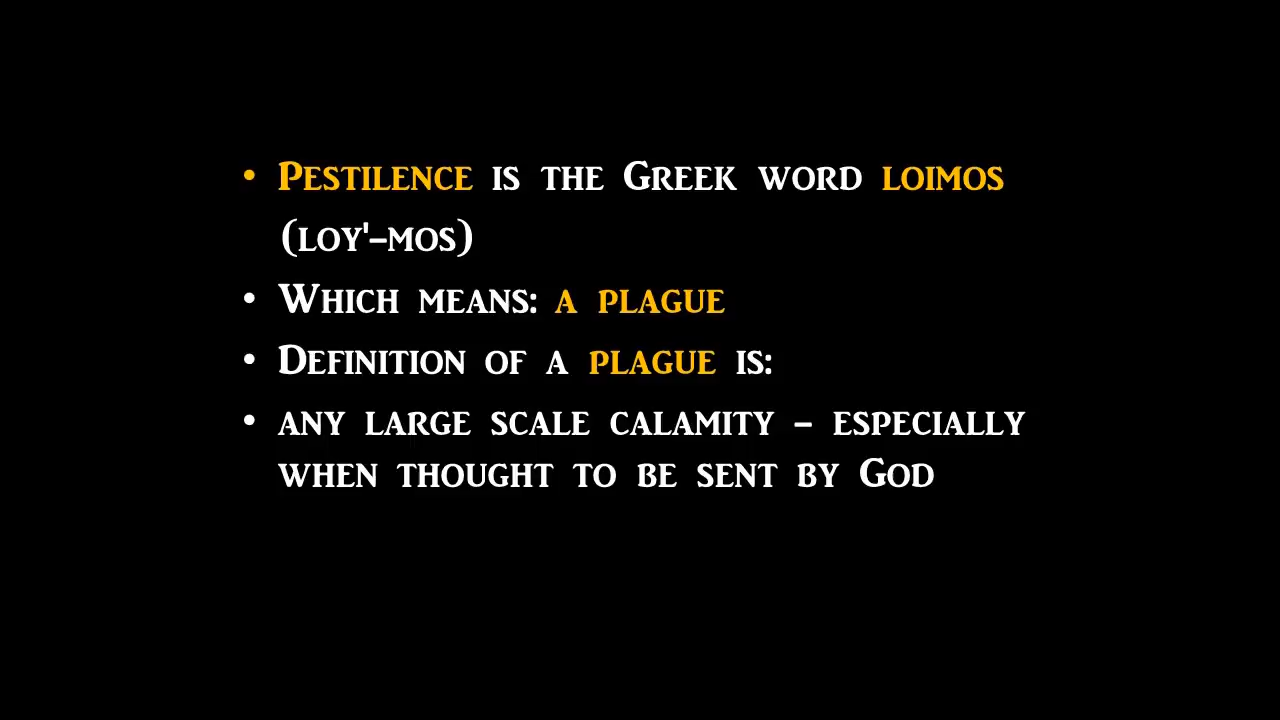 • Pestilence is the Greek word loimos
(loy'-mos)
• Which means: a plague
• Definition of a plague is:
• any large scale calamity - especially
when thought to be sent by God